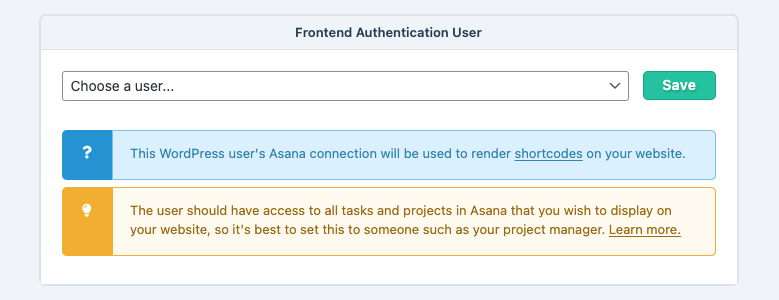 Frontend Authentication User
Choose a user...
Save
?
This WordPress user's Asana connection will be used to render shortcodes on your website.
The user should have access to all tasks and projects in Asana that you wish to display on
your website, so it's best to set this to someone such as your project manager. Learn more.